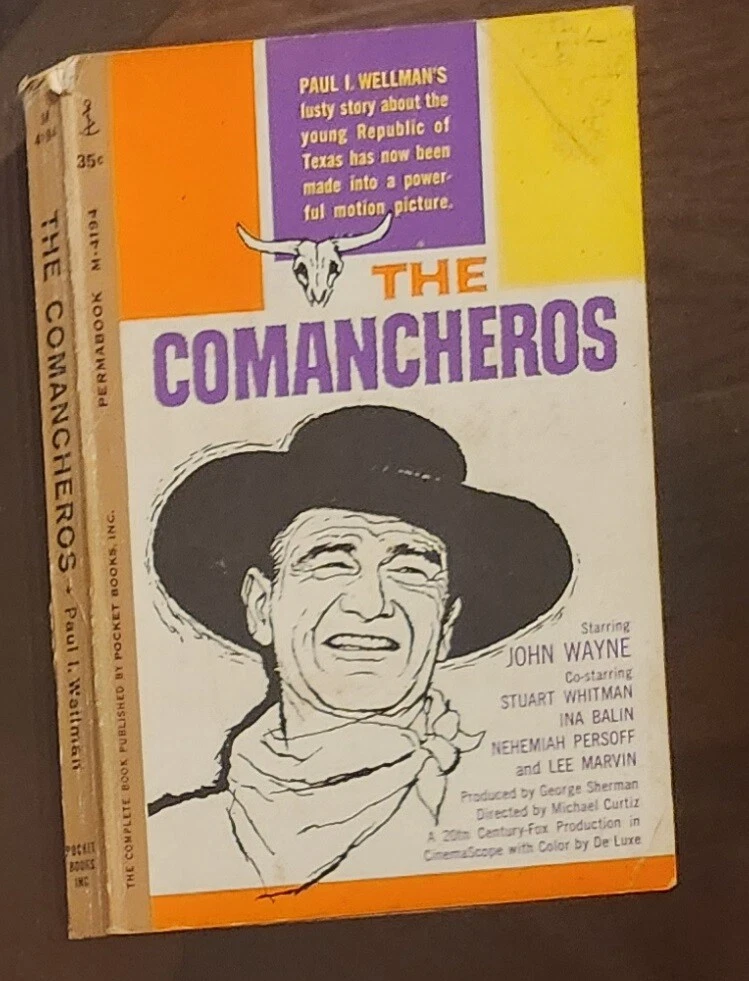 PAUL I. WELLMAN'S
lusty story about the
young Republic of
Texas has now been
made into a power-
ful motion picture.
THE
COMANCHEROS
Starring
JOHN WAYNE
Co-starring
STUART WHITMAN
INA BALIN
NEHEMIAH PERSOFF
and LEE MARVIN
Produced by George Sherman
Directed by Michael Curtiz
A 20th Century-Fox Production in
CinemaScope with Color by De Luxe
35¢
PERMABOOK M-4194
THE COMPLETE BOOK PUBLISHED BY POCKET BOOKS, INC.
M
4194
THE COMANCHEROS • Paul I. Wellman
POCKET
BOOKS
INC